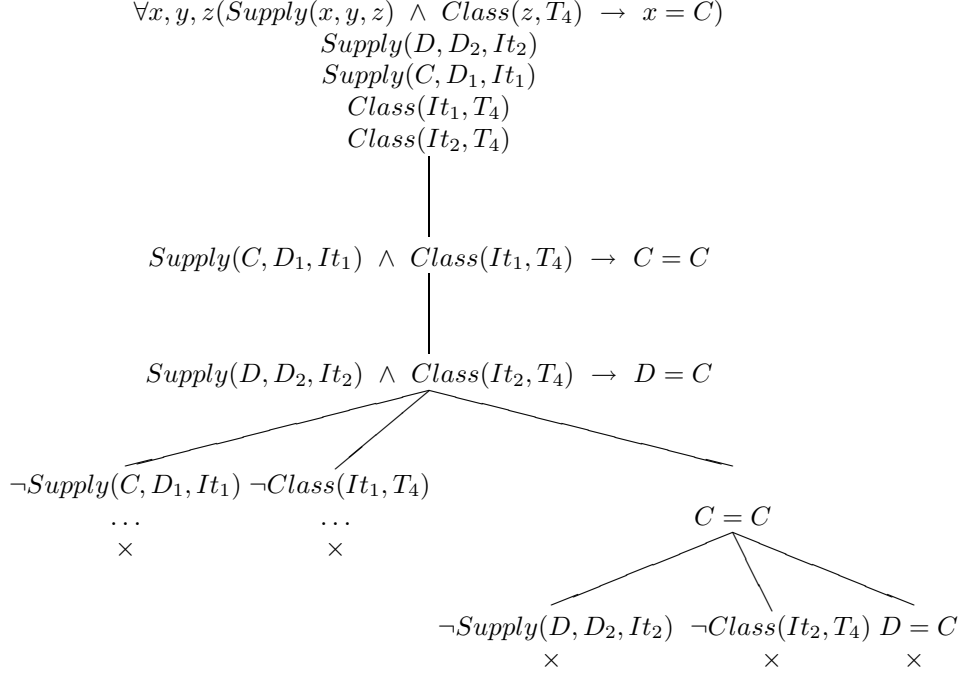 ∀x, y, z(Supply(x, y, z) ∧ Class(z, T₄) → x = C)
Supply(D, D₂, It₂)
Supply(C, D₁, It₁)
Class(It₁, T₄)
Class(It₂, T₄)
Supply(C, D₁, It₁) ∧ Class(It₁, T₄) → C = C
Supply(D, D₂, It₂) ∧ Class(It₂, T₄) → D = C
¬Supply(C, D₁, It₁) ¬Class(It₁, T₄)
... ...
× ×
C = C
¬Supply(D, D₂, It₂) ¬Class(It₂, T₄) D = C
× × ×